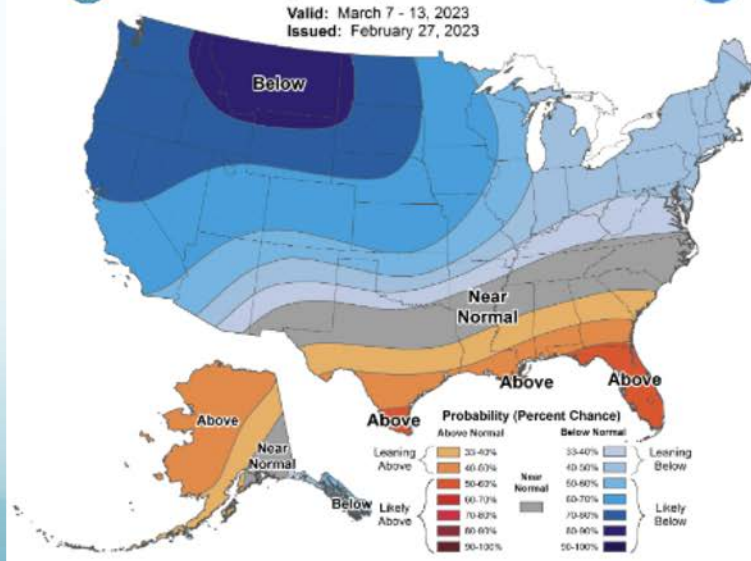 Valid: March 7 - 13, 2023
Issued: February 27, 2023
Below
Near
Normal
Above
Above
Above
Above
Near
Normal
Below
Probability (Percent Chance)
Above Normal
Below Normal
Leaning
Above
33-40%
40-50%
Likely
Above
50-60%
60-70%
70-80%
80-90%
90-100%
Near
Normal
33-40%
40-50%
Leaning
Below
50-60%
60-70%
70-80%
80-90%
90-100%
Likely
Below